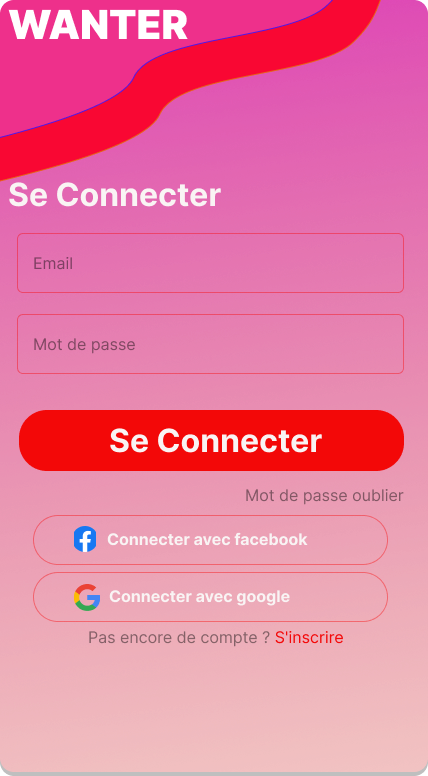 WANTER
Se Connecter
Email
Mot de passe
Se Connecter
Mot de passe oublier
Connecter avec facebook
Connecter avec google
Pas encore de compte ? S'inscrire